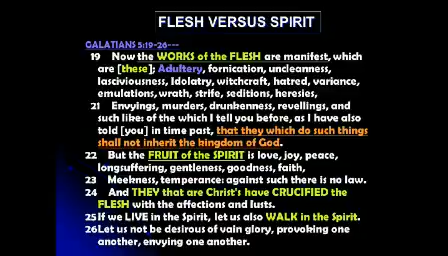 FLESH VERSUS SPIRIT
GALATIANS 5:19-26---
19 Now the WORKS of the FLESH are manifest, which
are [these]; Adultery, fornication, uncleanness,
lasciviousness, Idolatry, witchcraft, hatred, variance,
emulations, wrath, strife, seditions, heresies,
21 Envyings, murders, drunkenness, revellings, and
such like: of the which I tell you before, as I have also
told [you] in time past, that they which do such things
shall not inherit the kingdom of God.
22 But the FRUIT of the SPIRIT is love, joy, peace,
longsuffering, gentleness, goodness, faith,
23 Meekness, temperance: against such there is no law.
24 And THEY that are Christ's have CRUCIFIED the
FLESH with the affections and lusts.
25 If we LIVE in the Spirit, let us also WALK in the Spirit.
26 Let us not be desirous of vain glory, provoking one
another, envying one another.